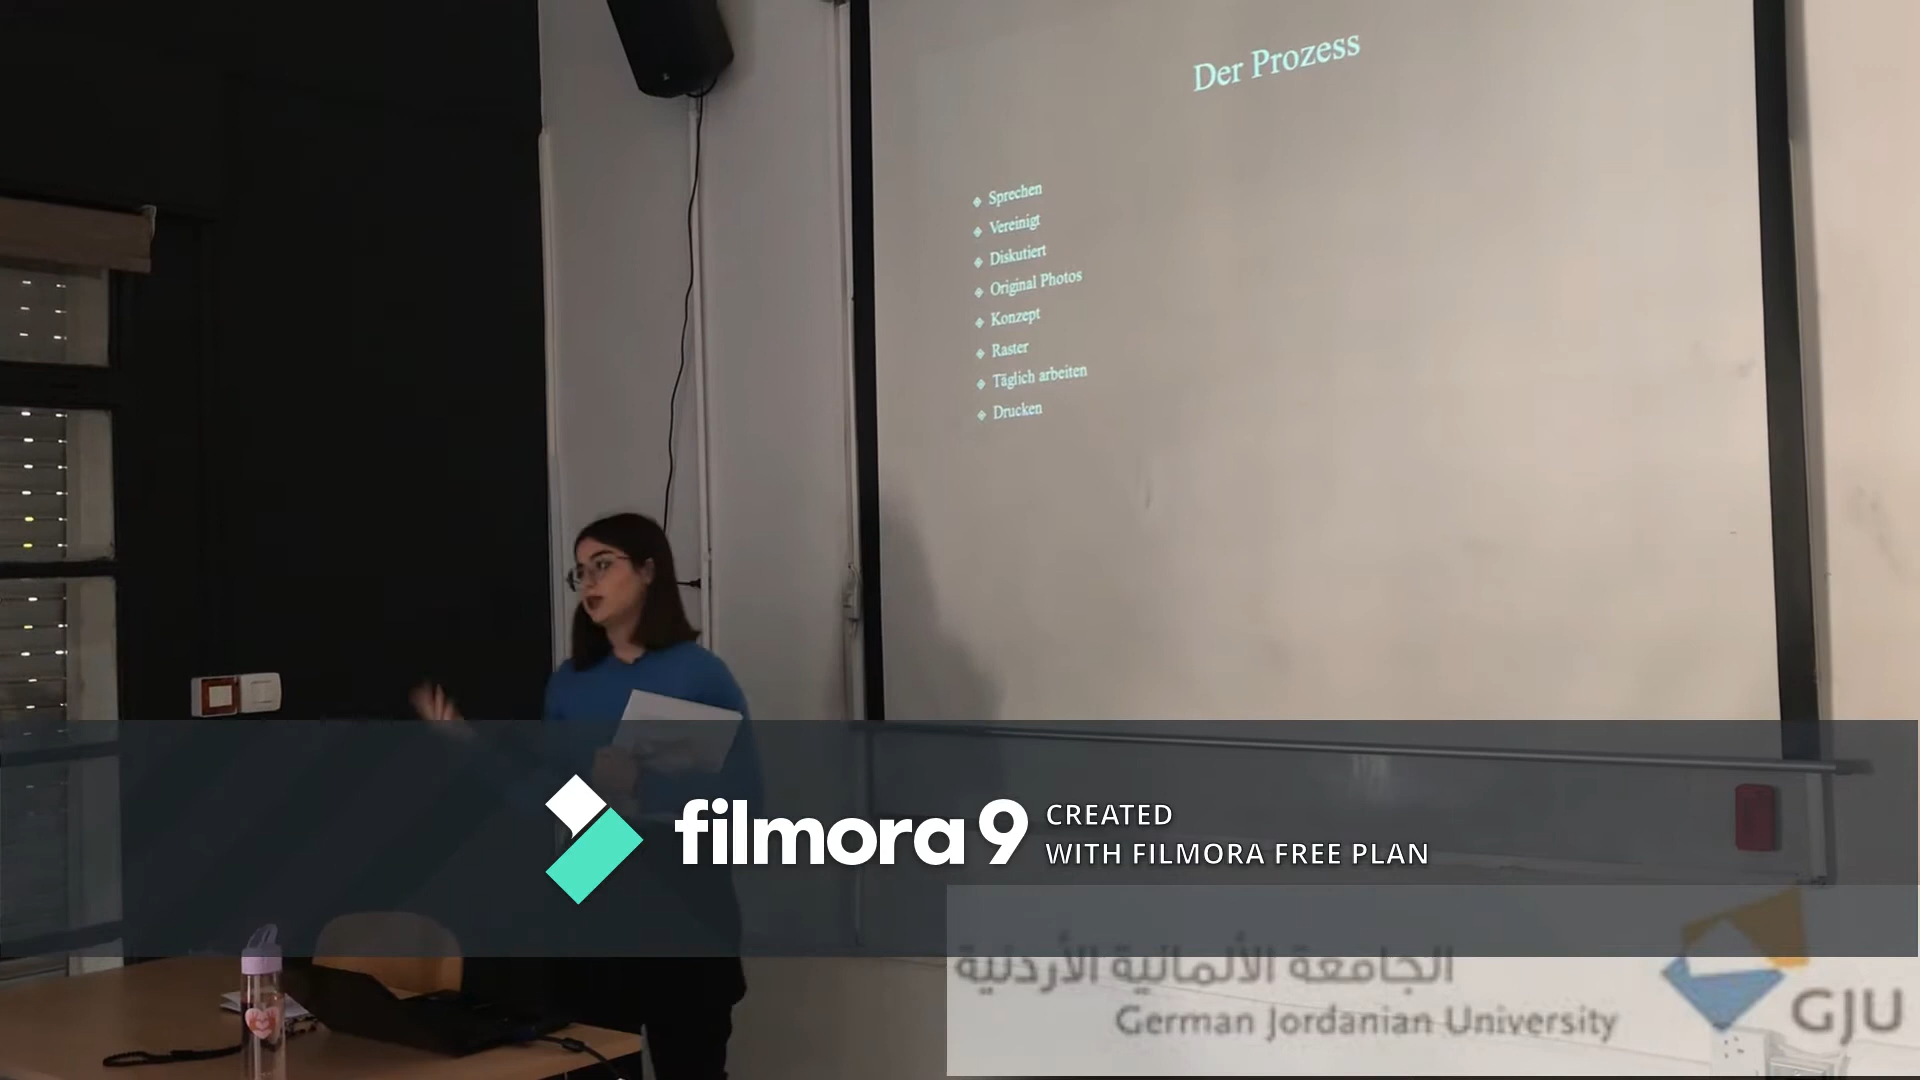 Der Prozess
Sprechen
Vereinigt
Diskutiert
Original Photos
Konzept
Raster
Täglich arbeiten
Drucken
filmora9
CREATED
WITH FILMORA FREE PLAN
الجامعة الألمانية الأردنية
German Jordanian University
GJU